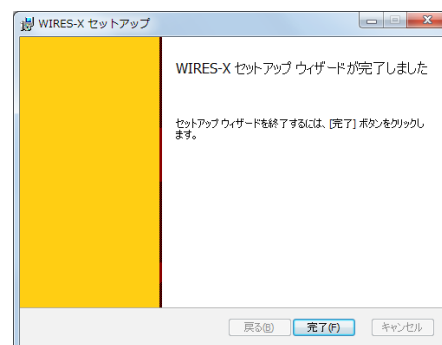 WIRES-X セットアップ
WIRES-X セットアップ ウィザードが完了しました
セットアップ ウィザードを終了するには、[完了] ボタンをクリックし
ます。
戻る(B) 完了(F) キャンセル